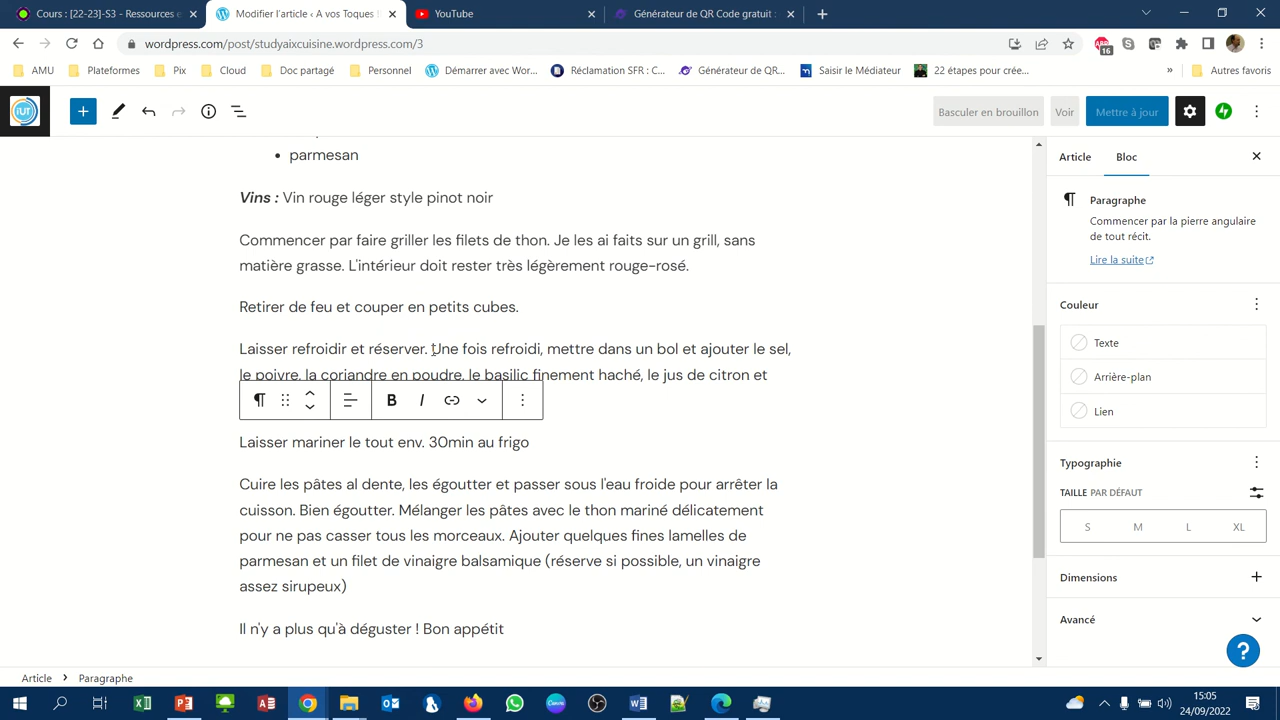 Cours : [22-23]-S3 - Ressources e
Modifier l'article ‹ A vos Toques !
YouTube
Générateur de QR Code gratuit :
wordpress.com/post/studyaixcuisine.wordpress.com/3
16
AMU
Plateformes
Pix
Cloud
Doc partagé
Personnel
Démarrer avec Wor...
Réclamation SFR : C...
Générateur de QR...
Saisir le Médiateur
22 étapes pour crée...
»
Autres favoris
iUT
Basculer en brouillon
Voir
Mettre à jour
• parmesan
Vins : Vin rouge léger style pinot noir
Commencer par faire griller les filets de thon. Je les ai faits sur un grill, sans
matière grasse. L'intérieur doit rester très légèrement rouge-rosé.
Retirer de feu et couper en petits cubes.
Laisser refroidir et réserver. Une fois refroidi, mettre dans un bol et ajouter le sel,
le poivre, la coriandre en poudre, le basilic finement haché, le jus de citron et
B I
Laisser mariner le tout env. 30min au frigo
Cuire les pâtes al dente, les égoutter et passer sous l'eau froide pour arrêter la
cuisson. Bien égoutter. Mélanger les pâtes avec le thon mariné délicatement
pour ne pas casser tous les morceaux. Ajouter quelques fines lamelles de
parmesan et un filet de vinaigre balsamique (réserve si possible, un vinaigre
assez sirupeux)
Il n'y a plus qu'à déguster ! Bon appétit
Article
Bloc
Paragraphe
Commencer par la pierre angulaire
de tout récit.
Lire la suite
Couleur
Texte
Arrière-plan
Lien
Typographie
TAILLE PAR DÉFAUT
S M L XL
Dimensions
Avancé
?
Article › Paragraphe
15:05
24/09/2022